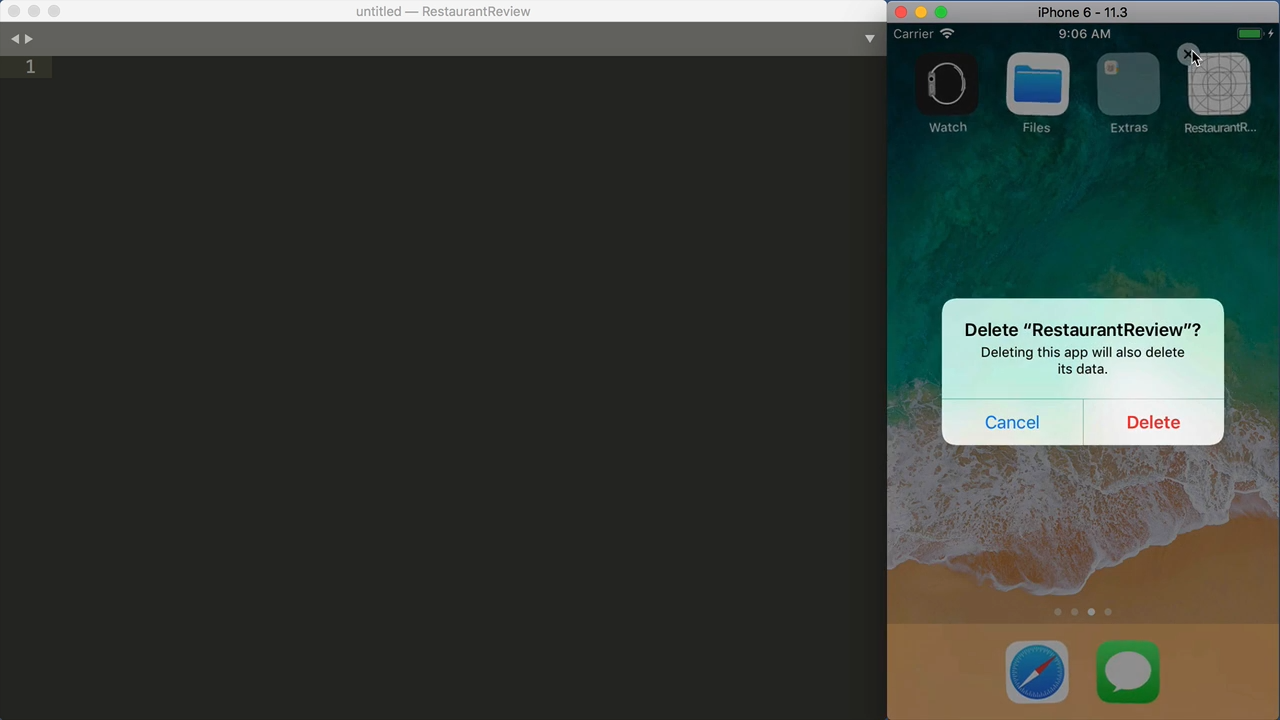 untitled — RestaurantReview
1
iPhone 6 - 11.3
Carrier
9:06 AM
Watch
Files
Extras
RestaurantR...
Delete “RestaurantReview”?
Deleting this app will also delete
its data.
Cancel
Delete